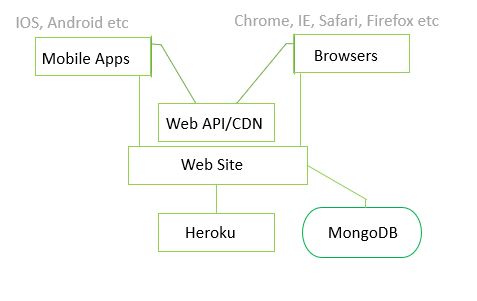 IOS, Android etc
Chrome, IE, Safari, Firefox etc
Mobile Apps
Browsers
Web API/CDN
Web Site
Heroku
MongoDB